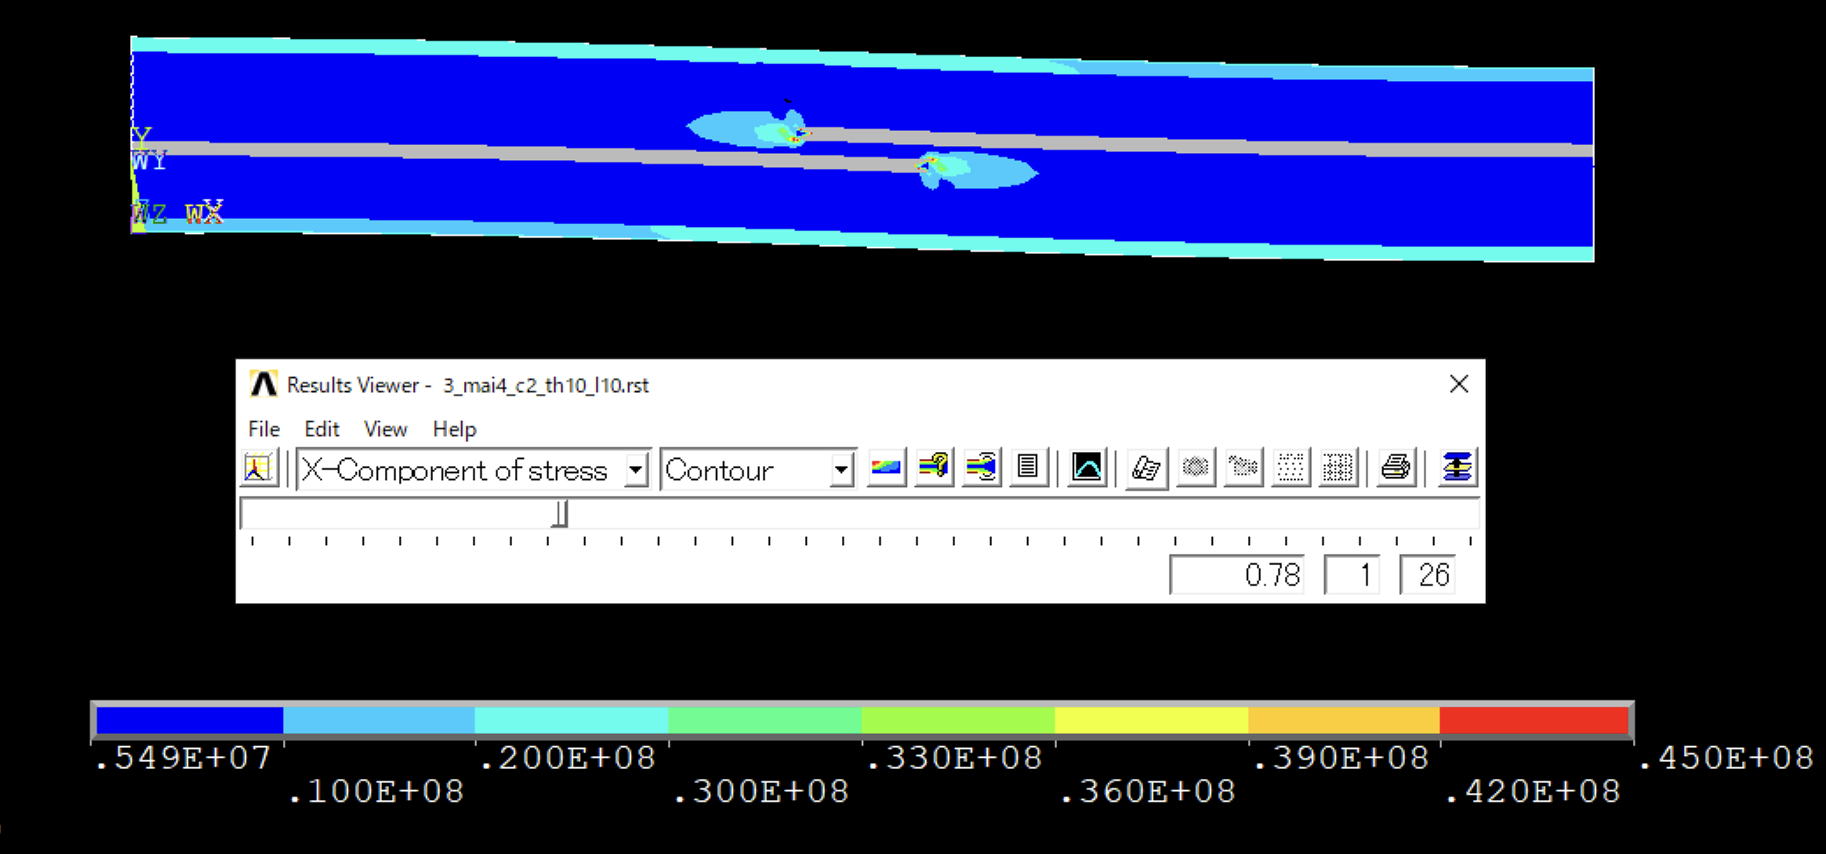 Y
WY
WX
Results Viewer - 3_mai4_c2_th10_l10.rst
File Edit View Help
X-Component of stress Contour
0.78 1 26
.549E+07 .200E+08 .330E+08 .390E+08 .450E+08
.100E+08 .300E+08 .360E+08 .420E+08